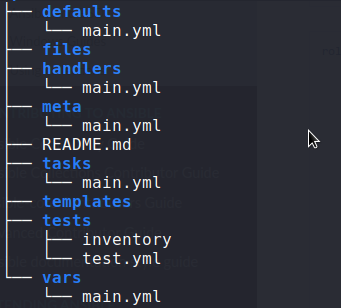 defaults
main.yml
files
handlers
main.yml
meta
main.yml
README.md
tasks
main.yml
templates
tests
inventory
test.yml
vars
main.yml